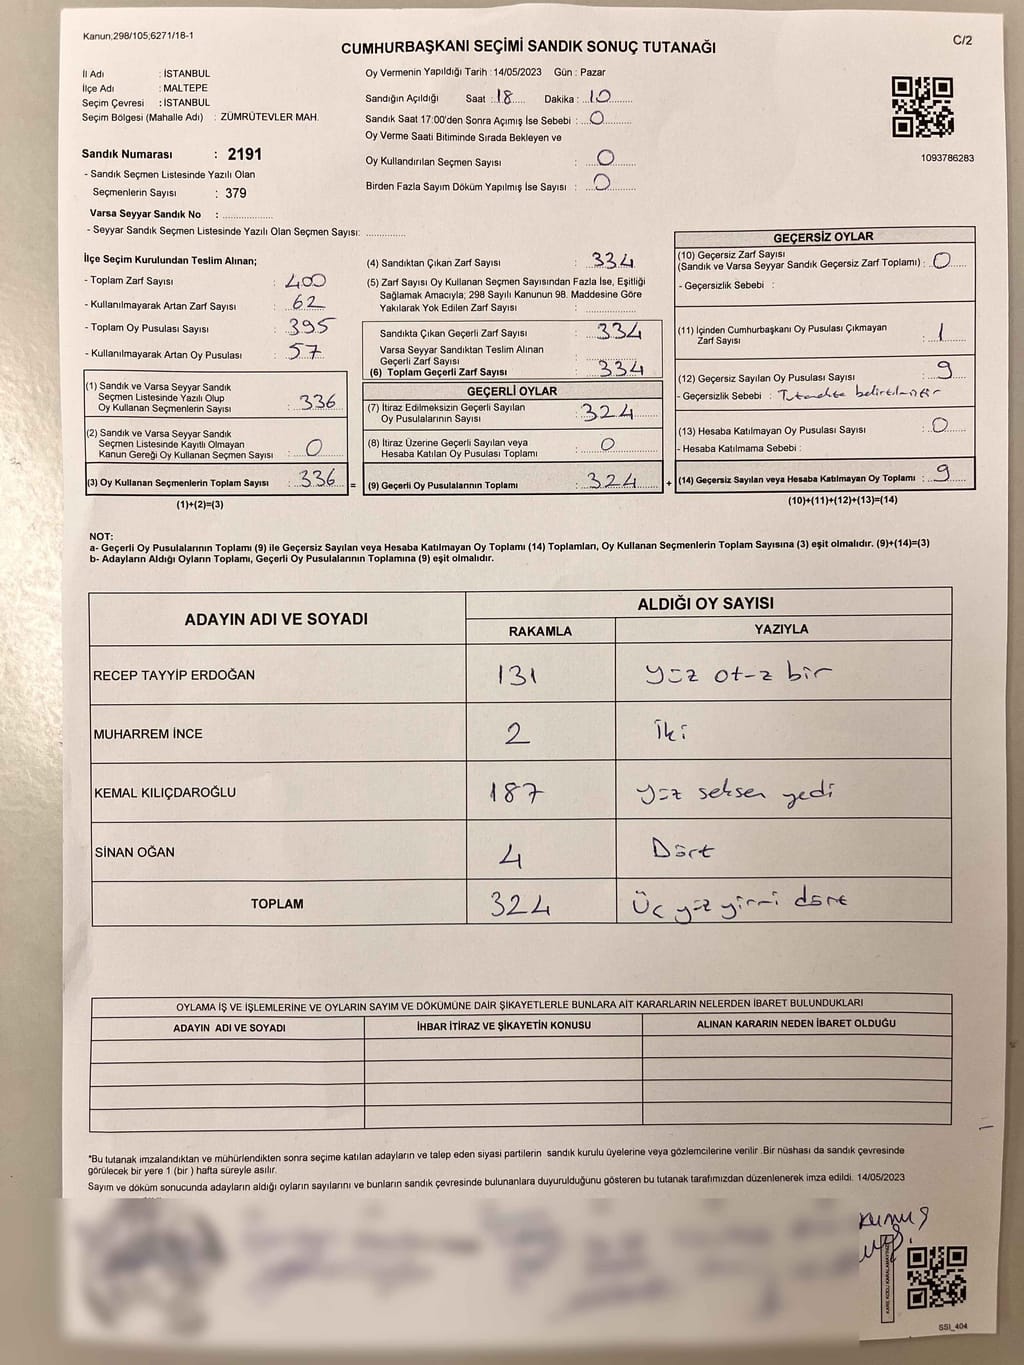 Kanun;298/105;6271/18-1
C/2
CUMHURBAŞKANI SEÇİMİ SANDIK SONUÇ TUTANAĞI
İl Adı : İSTANBUL
İlçe Adı : MALTEPE
Seçim Çevresi : İSTANBUL
Seçim Bölgesi (Mahalle Adı) : ZÜMRÜTEVLER MAH.
Sandık Numarası : 2191
- Sandık Seçmen Listesinde Yazılı Olan
Seçmenlerin Sayısı : 379
Varsa Seyyar Sandık No : ....................
- Seyyar Sandık Seçmen Listesinde Yazılı Olan Seçmen Sayısı: ...............
Oy Vermenin Yapıldığı Tarih : 14/05/2023 Gün : Pazar
Sandığın Açıldığı Saat : 18 Dakika : 10
Sandık Saat 17:00'den Sonra Açımış İse Sebebi : 0
Oy Verme Saati Bitiminde Sırada Bekleyen ve
Oy Kullandırılan Seçmen Sayısı : 0
Birden Fazla Sayım Döküm Yapılmış İse Sayısı : 0
1093786283
İlçe Seçim Kurulundan Teslim Alınan;
- Toplam Zarf Sayısı : 400
- Kullanılmayarak Artan Zarf Sayısı : 62
- Toplam Oy Pusulası Sayısı : 395
- Kullanılmayarak Artan Oy Pusulası : 57
(1) Sandık ve Varsa Seyyar Sandık
Seçmen Listesinde Yazılı Olup
Oy Kullanan Seçmenlerin Sayısı : 336
(2) Sandık ve Varsa Seyyar Sandık
Seçmen Listesinde Kayıtlı Olmayan
Kanun Gereği Oy Kullanan Seçmen Sayısı : 0
(3) Oy Kullanan Seçmenlerin Toplam Sayısı : 336 =
(1)+(2)=(3)
(4) Sandıktan Çıkan Zarf Sayısı : 334
(5) Zarf Sayısı Oy Kullanan Seçmen Sayısından Fazla İse, Eşitliği
Sağlamak Amacıyla; 298 Sayılı Kanunun 98. Maddesine Göre
Yakılarak Yok Edilen Zarf Sayısı : ....................
Sandıkta Çıkan Geçerli Zarf Sayısı : 334
Varsa Seyyar Sandıktan Teslim Alınan
Geçerli Zarf Sayısı :
(6) Toplam Geçerli Zarf Sayısı : 334
GEÇERLİ OYLAR
(7) İtiraz Edilmeksizin Geçerli Sayılan
Oy Pusulalarının Sayısı : 324
(8) İtiraz Üzerine Geçerli Sayılan veya
Hesaba Katılan Oy Pusulası Toplamı : 0
(9) Geçerli Oy Pusulalarının Toplamı : 324 +
GEÇERSİZ OYLAR
(10) Geçersiz Zarf Sayısı
(Sandık ve Varsa Seyyar Sandık Geçersiz Zarf Toplamı) : 0
- Geçersizlik Sebebi :
(11) İçinden Cumhurbaşkanı Oy Pusulası Çıkmayan
Zarf Sayısı : 1
(12) Geçersiz Sayılan Oy Pusulası Sayısı : 9
- Geçersizlik Sebebi : Tutanakta belirtilmiştir
(13) Hesaba Katılmayan Oy Pusulası Sayısı : 0
- Hesaba Katılmama Sebebi :
(14) Geçersiz Sayılan veya Hesaba Katılmayan Oy Toplamı : 9
(10)+(11)+(12)+(13)=(14)
NOT:
a- Geçerli Oy Pusulalarının Toplamı (9) ile Geçersiz Sayılan veya Hesaba Katılmayan Oy Toplamı (14) Toplamları, Oy Kullanan Seçmenlerin Toplam Sayısına (3) eşit olmalıdır. (9)+(14)=(3)
b- Adayların Aldığı Oyların Toplamı, Geçerli Oy Pusulalarının Toplamına (9) eşit olmalıdır.
ADAYIN ADI VE SOYADI
ALDIĞI OY SAYISI
RAKAMLA YAZIYLA
RECEP TAYYİP ERDOĞAN 131 Yüz otuz bir
MUHARREM İNCE 2 İki
KEMAL KILIÇDAROĞLU 187 Yüz seksen yedi
SİNAN OĞAN 4 Dört
TOPLAM 324 Üç yüz yirmi dört
OYLAMA İŞ VE İŞLEMLERİNE VE OYLARIN SAYIM VE DÖKÜMÜNE DAİR ŞİKAYETLERLE BUNLARA AİT KARARLARIN NELERDEN İBARET BULUNDUKLARI
ADAYIN ADI VE SOYADI İHBAR İTİRAZ VE ŞİKAYETİN KONUSU ALINAN KARARIN NEDEN İBARET OLDUĞU
*Bu tutanak imzalandıktan ve mühürlendikten sonra seçime katılan adayların ve talep eden siyasi partilerin sandık kurulu üyelerine veya gözlemcilerine verilir .Bir nüshası da sandık çevresinde
görülecek bir yere 1 (bir ) hafta süreyle asılır.
Sayım ve döküm sonucunda adayların aldığı oyların sayılarını ve bunların sandık çevresinde bulunanlara duyurulduğunu gösteren bu tutanak tarafımızdan düzenlenerek imza edildi. 14/05/2023
KARE KODU KARALAMAYINIZ
SSI_404